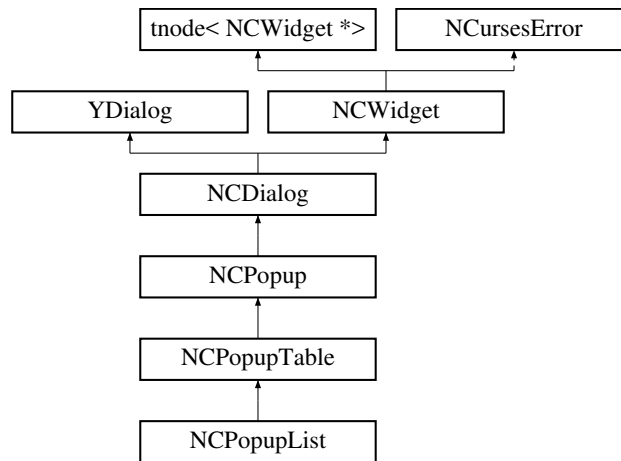 tnode< NCWidget *>
NCursesError
YDialog
NCWidget
NCDialog
NCPopup
NCPopupTable
NCPopupList